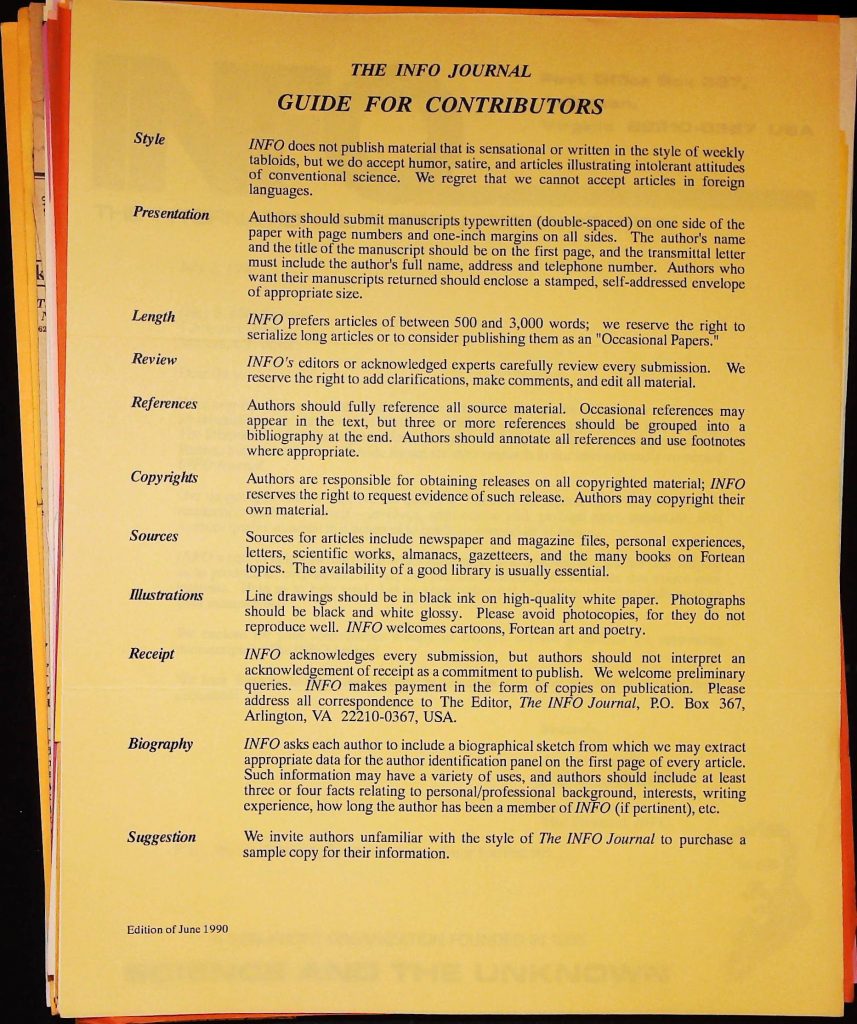 THE INFO JOURNAL
GUIDE FOR CONTRIBUTORS
Style
INFO does not publish material that is sensational or written in the style of weekly
tabloids, but we do accept humor, satire, and articles illustrating intolerant attitudes
of conventional science. We regret that we cannot accept articles in foreign
languages.
Presentation
Authors should submit manuscripts typewritten (double-spaced) on one side of the
paper with page numbers and one-inch margins on all sides. The author's name
and the title of the manuscript should be on the first page, and the transmittal letter
must include the author's full name, address and telephone number. Authors who
want their manuscripts returned should enclose a stamped, self-addressed envelope
of appropriate size.
Length
INFO prefers articles of between 500 and 3,000 words; we reserve the right to
serialize long articles or to consider publishing them as an "Occasional Papers."
Review
INFO's editors or acknowledged experts carefully review every submission. We
reserve the right to add clarifications, make comments, and edit all material.
References
Authors should fully reference all source material. Occasional references may
appear in the text, but three or more references should be grouped into a
bibliography at the end. Authors should annotate all references and use footnotes
where appropriate.
Copyrights
Authors are responsible for obtaining releases on all copyrighted material; INFO
reserves the right to request evidence of such release. Authors may copyright their
own material.
Sources
Sources for articles include newspaper and magazine files, personal experiences,
letters, scientific works, almanacs, gazetteers, and the many books on Fortean
topics. The availability of a good library is usually essential.
Illustrations
Line drawings should be in black ink on high-quality white paper. Photographs
should be black and white glossy. Please avoid photocopies, for they do not
reproduce well. INFO welcomes cartoons, Fortean art and poetry.
Receipt
INFO acknowledges every submission, but authors should not interpret an
acknowledgement of receipt as a commitment to publish. We welcome preliminary
queries. INFO makes payment in the form of copies on publication. Please
address all correspondence to The Editor, The INFO Journal, P.O. Box 367,
Arlington, VA 22210-0367, USA.
Biography
INFO asks each author to include a biographical sketch from which we may extract
appropriate data for the author identification panel on the first page of every article.
Such information may have a variety of uses, and authors should include at least
three or four facts relating to personal/professional background, interests, writing
experience, how long the author has been a member of INFO (if pertinent), etc.
Suggestion
We invite authors unfamiliar with the style of The INFO Journal to purchase a
sample copy for their information.
Edition of June 1990
SCIENCE AND THE UNKNOWN